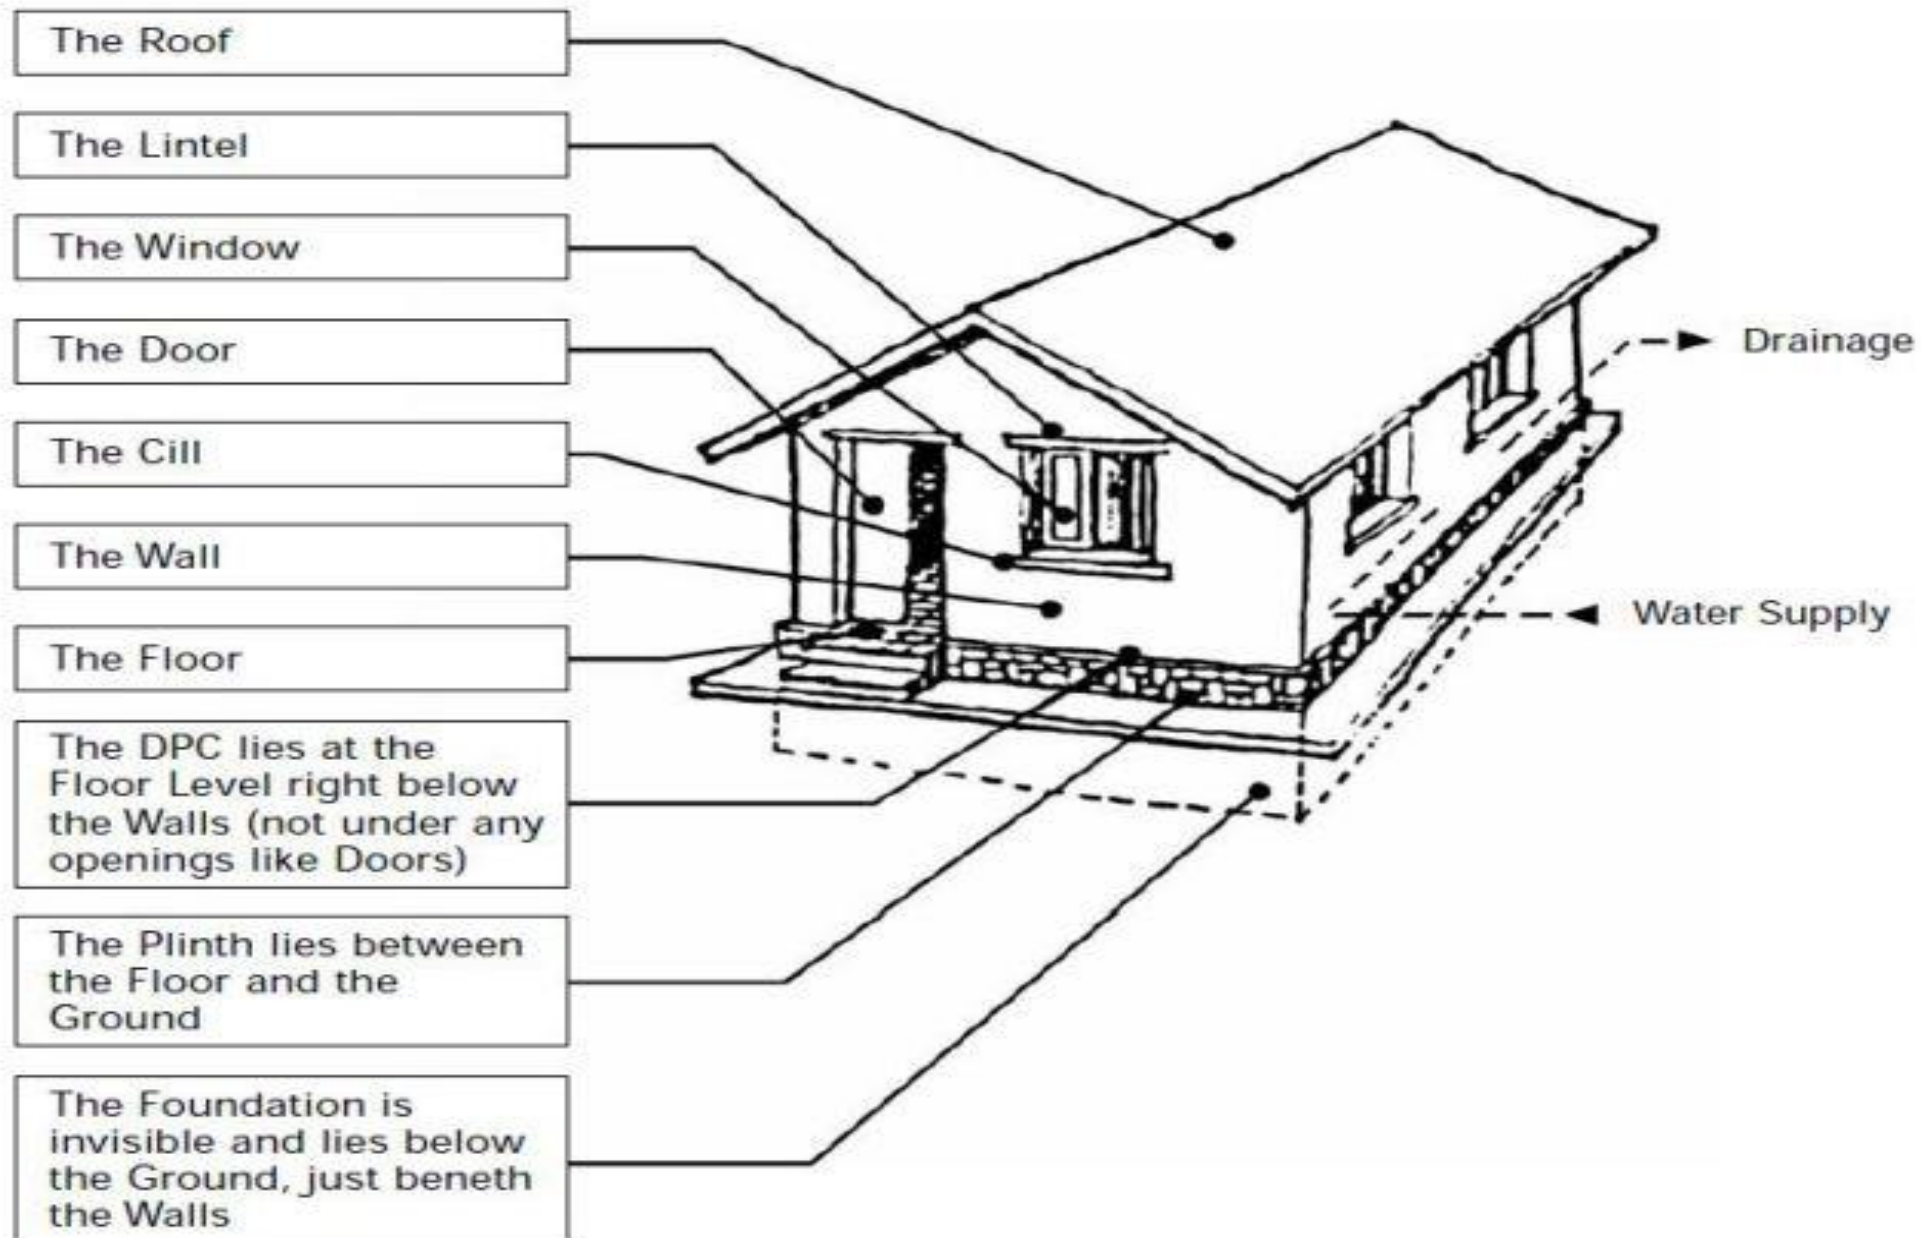 The Roof
The Lintel
The Window
The Door
The Cill
The Wall
The Floor
The DPC lies at the
Floor Level right below
the Walls (not under any
openings like Doors)
The Plinth lies between
the Floor and the
Ground
The Foundation is
invisible and lies below
the Ground, just beneth
the Walls
Drainage
Water Supply